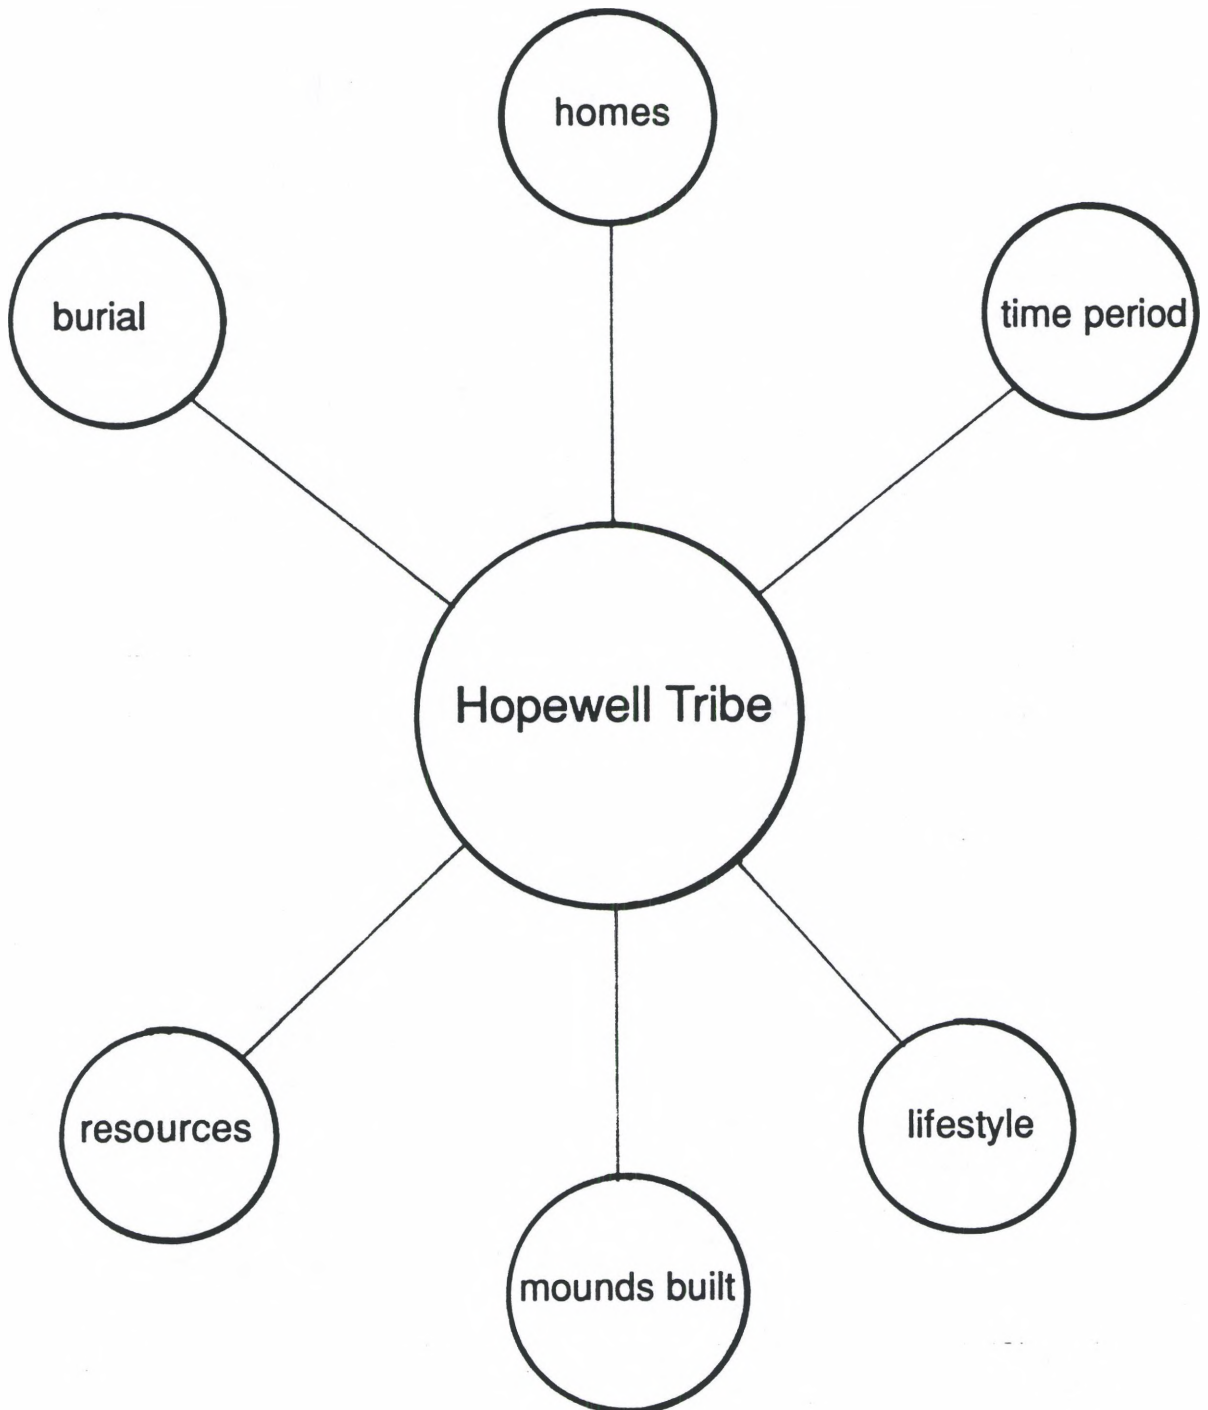 homes
burial
time period
Hopewell Tribe
resources
lifestyle
mounds built